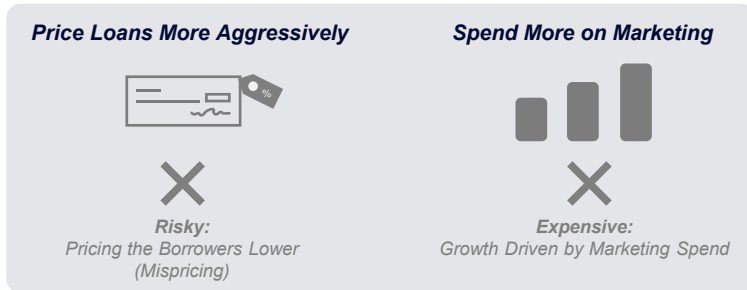 Price Loans More Aggressively
Spend More on Marketing
%
Risky:
Pricing the Borrowers Lower
(Mispricing)
Expensive:
Growth Driven by Marketing Spend